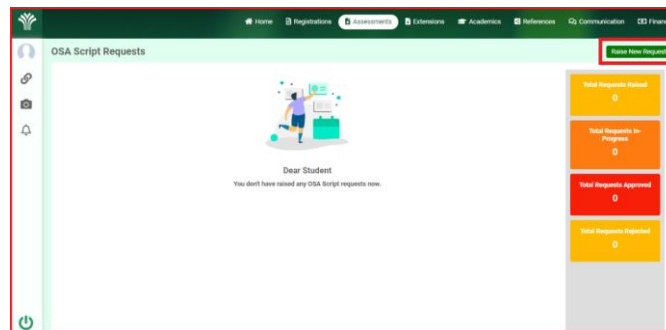 Home Registrations Assessments Extensions Academics References Communication Financ
OSA Script Requests
Raise New Request
Total Requests Raised
0
Total Requests In-
Progress
0
Total Requests Approved
0
Total Requests Rejected
0
Dear Student
You don't have raised any OSA Script requests now.